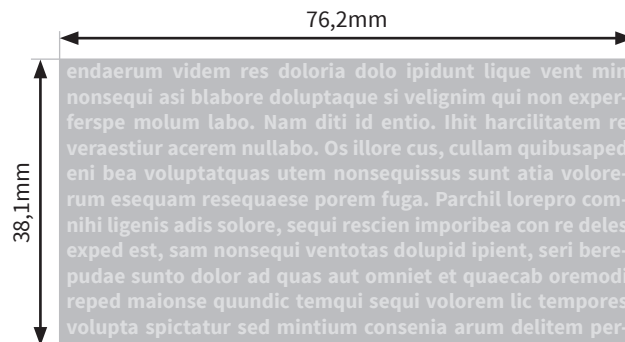 76,2mm
38,1mm
endaerum videm res doloria dolo ipidunt lique vent min
nonsequi asi blabore doluptaque si velignim qui non exper-
ferspe molum labo. Nam diti id entio. Ihit harcilitatem re
veraestiur acerem nullabo. Os illore cus, cullam quibusaped
eni bea voluptatquas utem nonsequissus sunt atia volore-
rum esequam resequaese porem fuga. Parchil lorepro com-
nihi ligenis adis solore, sequi rescien imporibea con re deles
exped est, sam nonsequi ventotas dolupid ipient, seri bere-
pudae sunto dolor ad quas aut omniet et quaecab oremodi
reped maionse quundic temqui sequi volorem lic tempores
volupta spictatur sed mintium consenia arum delitem per-